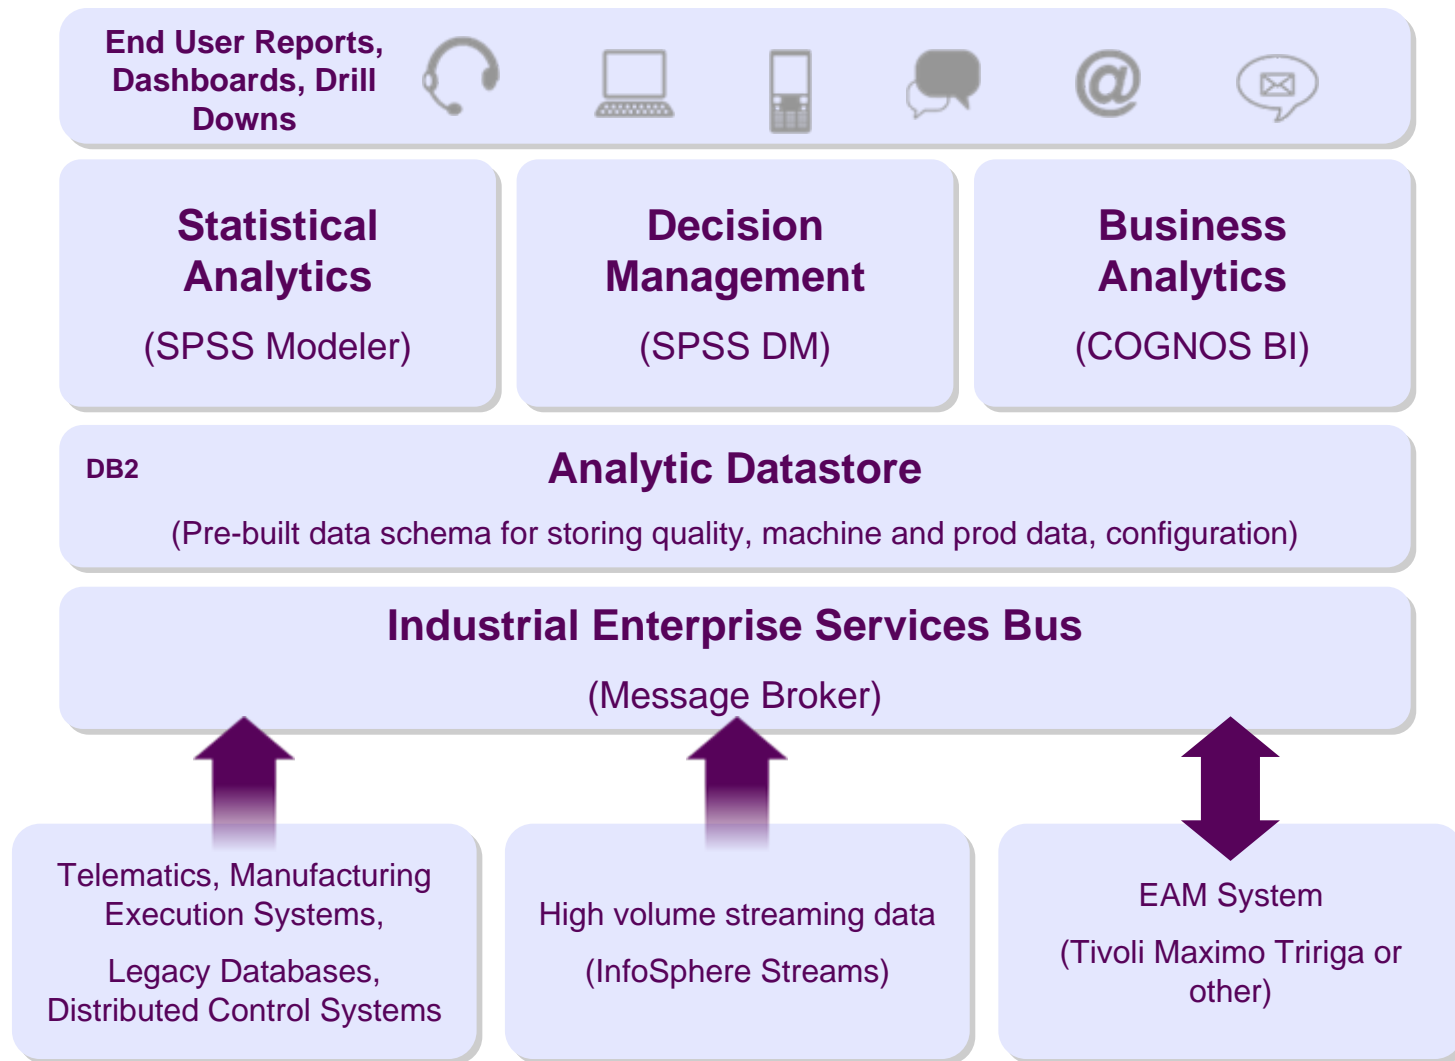 End User Reports,
Dashboards, Drill
Downs
@
Statistical
Analytics
(SPSS Modeler)
Decision
Management
(SPSS DM)
Business
Analytics
(COGNOS BI)
DB2
Analytic Datastore
(Pre-built data schema for storing quality, machine and prod data, configuration)
Industrial Enterprise Services Bus
(Message Broker)
Telematics, Manufacturing
Execution Systems,
Legacy Databases,
Distributed Control Systems
High volume streaming data
(InfoSphere Streams)
EAM System
(Tivoli Maximo Tririga or
other)